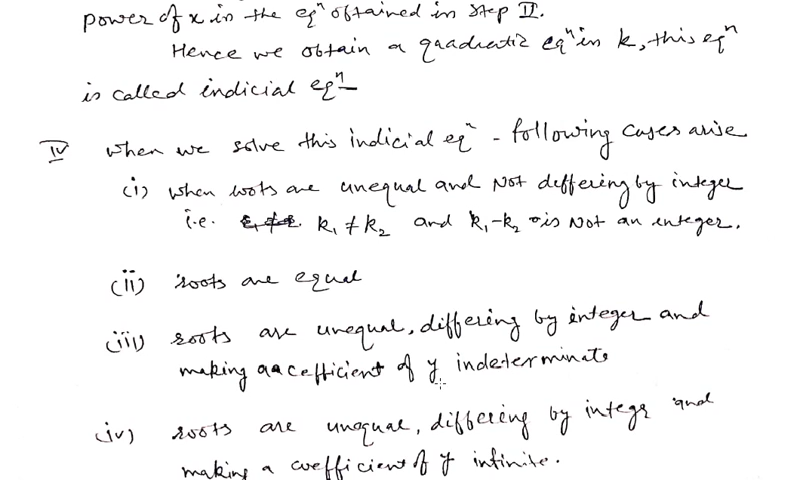 power of x in the eqⁿ obtained in step II.
Hence we obtain a quadratic eqⁿ in k, this eqⁿ
is called indicial eqⁿ
IV when we solve this indicial eqⁿ - following cases arise
(i) when roots are unequal and Not differing by integer
i.e. k₁ ≠ k₂ and k₁-k₂ is Not an integer.
(ii) roots are equal
(iii) roots are unequal, differing by integer and
making a cefficient of y indeterminate
(iv) roots are unequal, differing by integr and
making a coefficient of y infinite.